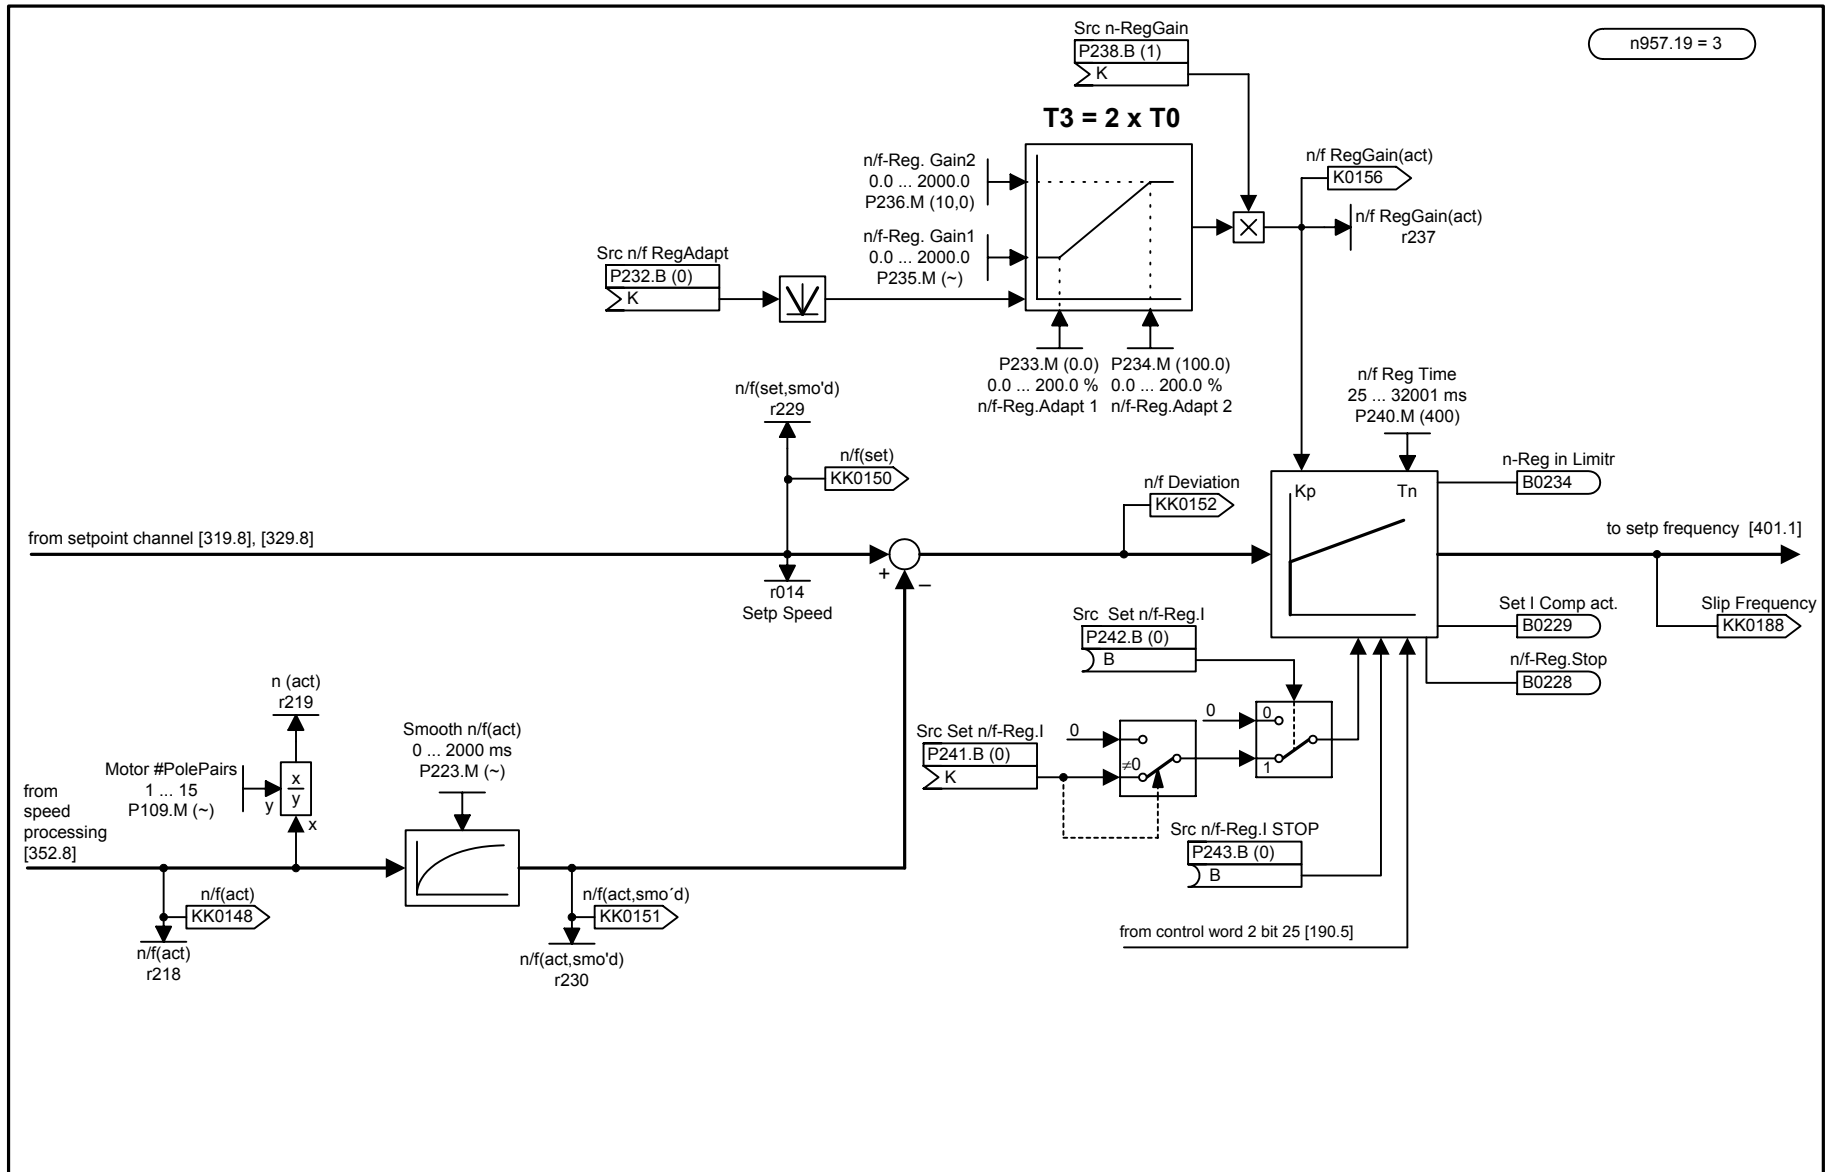 Src n-RegGain
P238.B (1)
K
n957.19 = 3
T3 = 2 x T0
n/f-Reg. Gain2
0.0 ... 2000.0
P236.M (10,0)
n/f-Reg. Gain1
0.0 ... 2000.0
P235.M (~)
n/f RegGain(act)
K0156
n/f RegGain(act)
r237
Src n/f RegAdapt
P232.B (0)
K
P233.M (0.0)
0.0 ... 200.0 %
n/f-Reg.Adapt 1
P234.M (100.0)
0.0 ... 200.0 %
n/f-Reg.Adapt 2
n/f Reg Time
25 ... 32001 ms
P240.M (400)
n/f(set,smo'd)
r229
n/f(set)
KK0150
n/f Deviation
KK0152
Kp
Tn
n-Reg in Limitr
B0234
from setpoint channel [319.8], [329.8]
+
–
to setp frequency [401.1]
r014
Setp Speed
Set I Comp act.
B0229
Slip Frequency
KK0188
n/f-Reg.Stop
B0228
Src Set n/f-Reg.I
P242.B (0)
B
0
0
1
Src Set n/f-Reg.I
P241.B (0)
K
0
≠0
n (act)
r219
Smooth n/f(act)
0 ... 2000 ms
P223.M (~)
Motor #PolePairs
1 ... 15
P109.M (~)
y
x
y
x
from
speed
processing
[352.8]
Src n/f-Reg.I STOP
P243.B (0)
B
n/f(act)
KK0148
n/f(act)
r218
n/f(act,smo´d)
KK0151
n/f(act,smo'd)
r230
from control word 2 bit 25 [190.5]